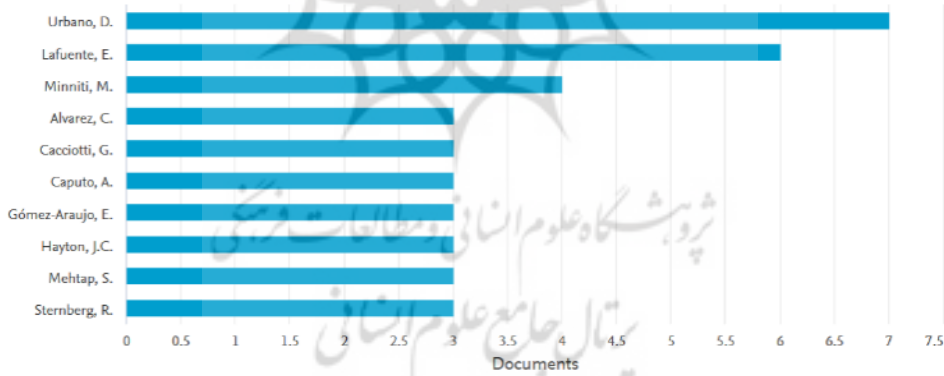 Urbano, D.
Lafuente, E.
Minniti, M.
Alvarez, C.
Cacciotti, G.
Caputo, A.
Gómez-Araujo, E.
Hayton, J.C.
Mehtap, S.
Sternberg, R.
0 0.5 1 1.5 2 2.5 3 3.5 4 4.5 5 5.5 6 6.5 7 7.5
Documents
پژوهشگاه علوم انسانی و مطالعات فرهنگی
پرتال جامع علوم انسانی